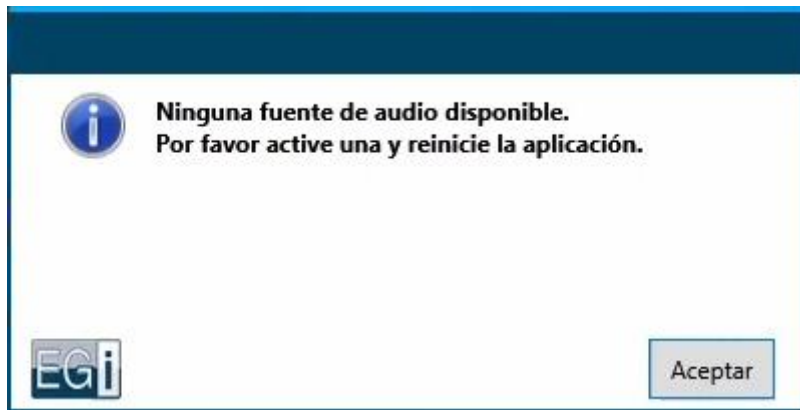 Ninguna fuente de audio disponible.
Por favor active una y reinicie la aplicación.
EGi
Aceptar